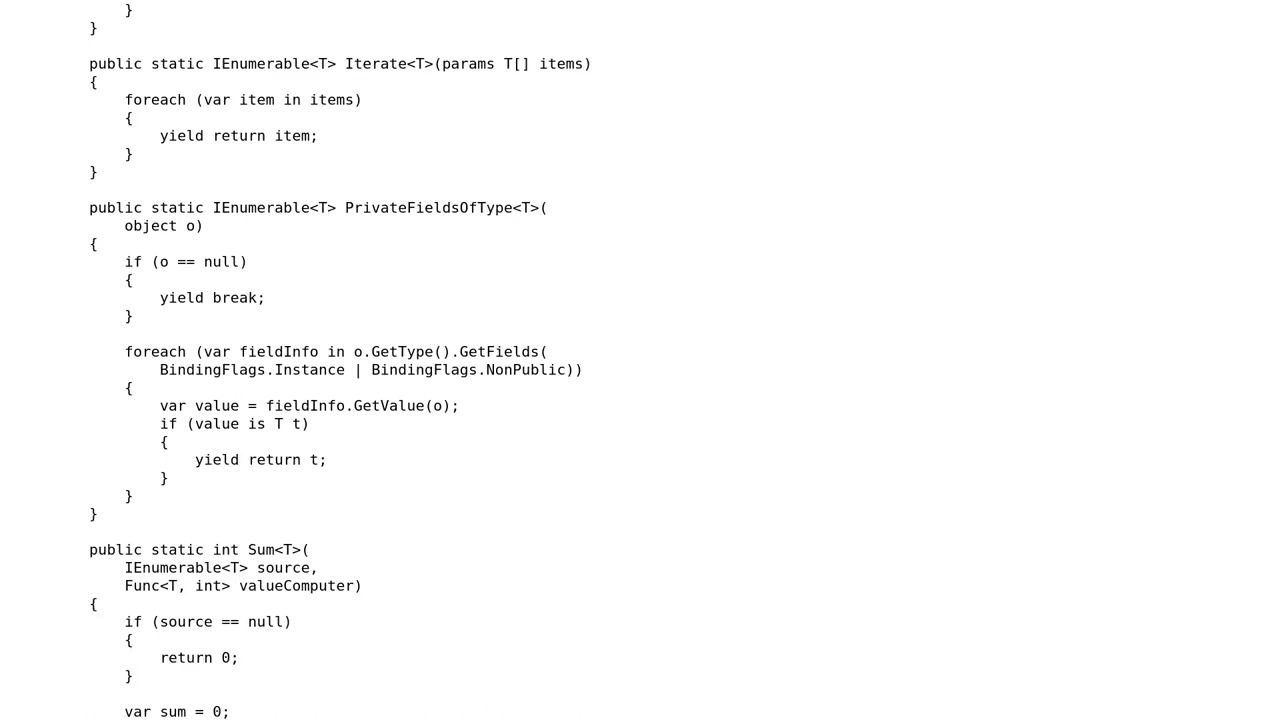 }
    }

    public static IEnumerable<T> Iterate<T>(params T[] items)
    {
        foreach (var item in items)
        {
            yield return item;
        }
    }

    public static IEnumerable<T> PrivateFieldsOfType<T>(
        object o)
    {
        if (o == null)
        {
            yield break;
        }

        foreach (var fieldInfo in o.GetType().GetFields(
            BindingFlags.Instance | BindingFlags.NonPublic))
        {
            var value = fieldInfo.GetValue(o);
            if (value is T t)
            {
                yield return t;
            }
        }
    }

    public static int Sum<T>(
        IEnumerable<T> source,
        Func<T, int> valueComputer)
    {
        if (source == null)
        {
            return 0;
        }

        var sum = 0;